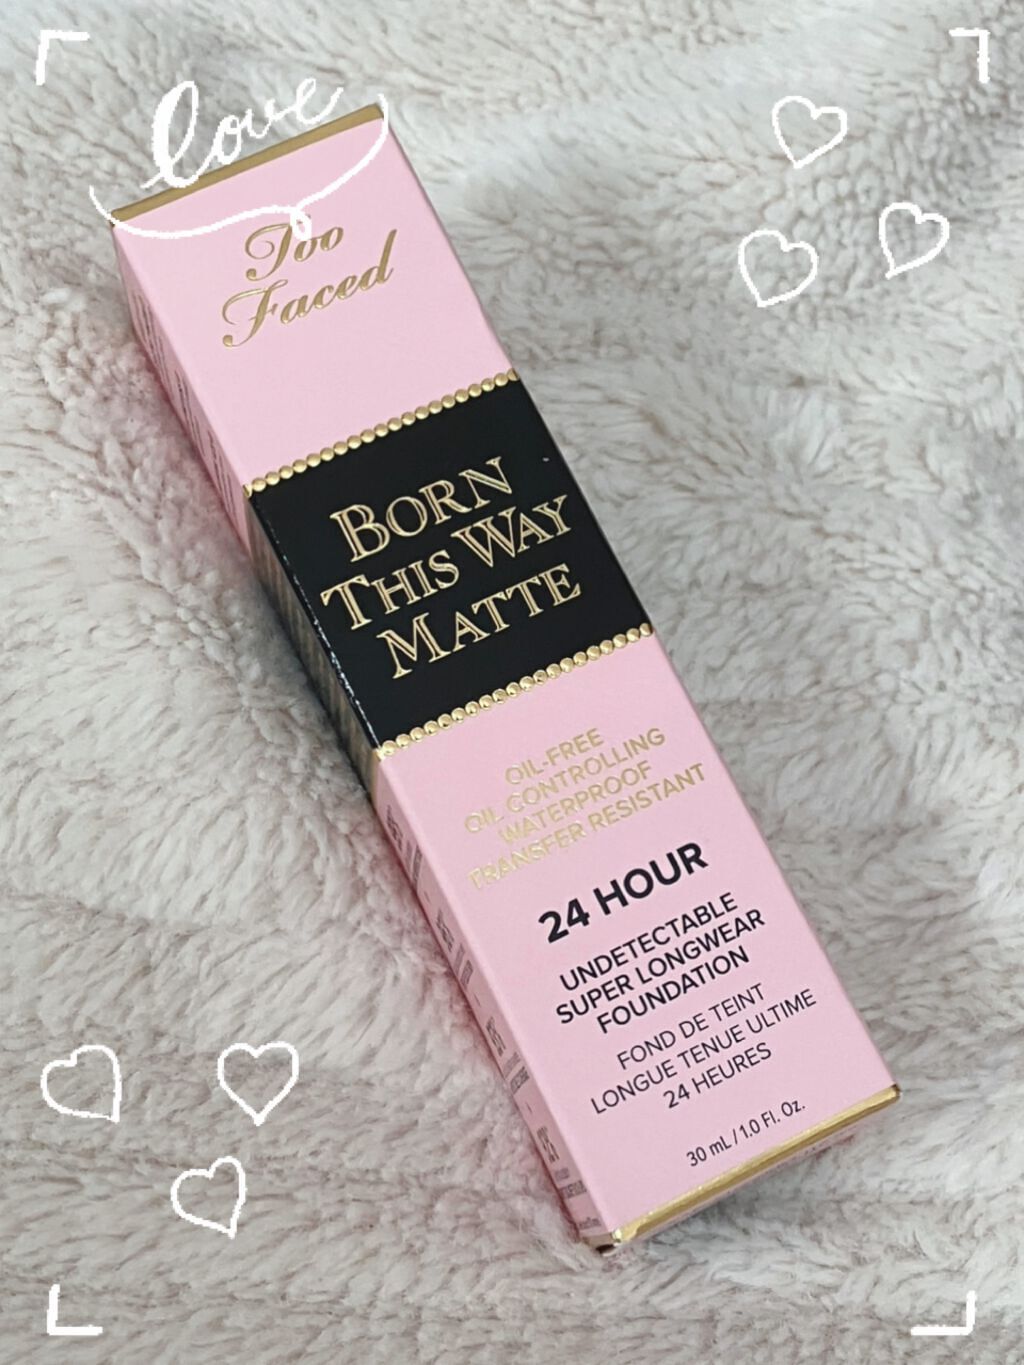 love
Too
Faced
BORN
THIS WAY
MATTE
OIL-FREE
OIL CONTROLLING
WATERPROOF
TRANSFER RESISTANT
24 HOUR
UNDETECTABLE
SUPER LONGWEAR
FOUNDATION
FOND DE TEINT
LONGUE TENUE ULTIME
24 HEURES
30 mL / 1.0 Fl. Oz.